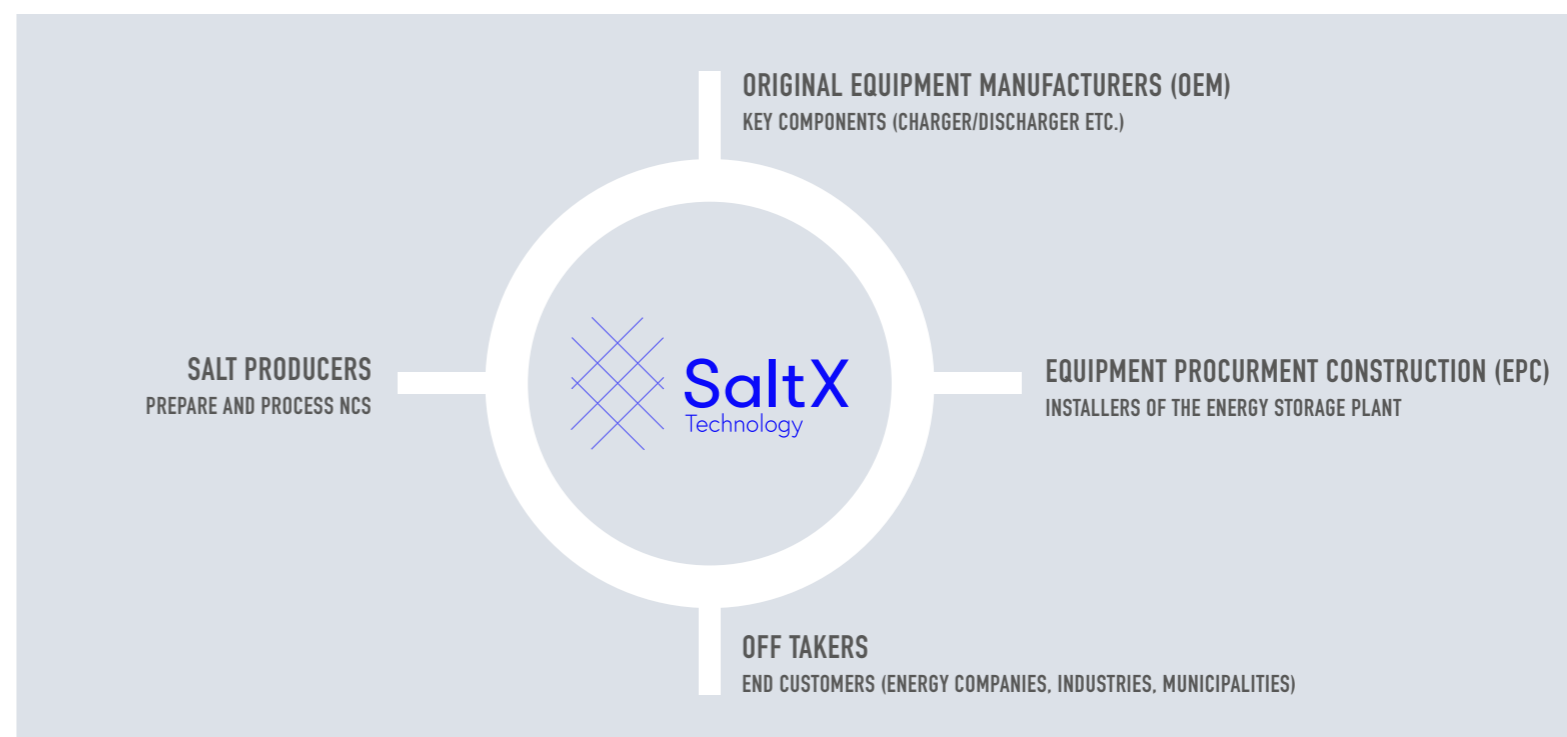 ORIGINAL EQUIPMENT MANUFACTURERS (OEM)
KEY COMPONENTS (CHARGER/DISCHARGER ETC.)
SALT PRODUCERS
PREPARE AND PROCESS NCS
SaltX
Technology
EQUIPMENT PROCURMENT CONSTRUCTION (EPC)
INSTALLERS OF THE ENERGY STORAGE PLANT
OFF TAKERS
END CUSTOMERS (ENERGY COMPANIES, INDUSTRIES, MUNICIPALITIES)